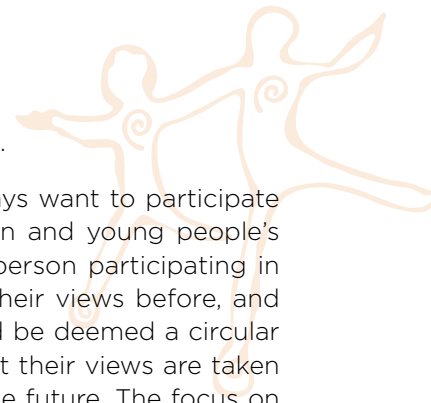 .
ys want to participate
n and young people's
person participating in
heir views before, and
d be deemed a circular
t their views are taken
e future. The focus on